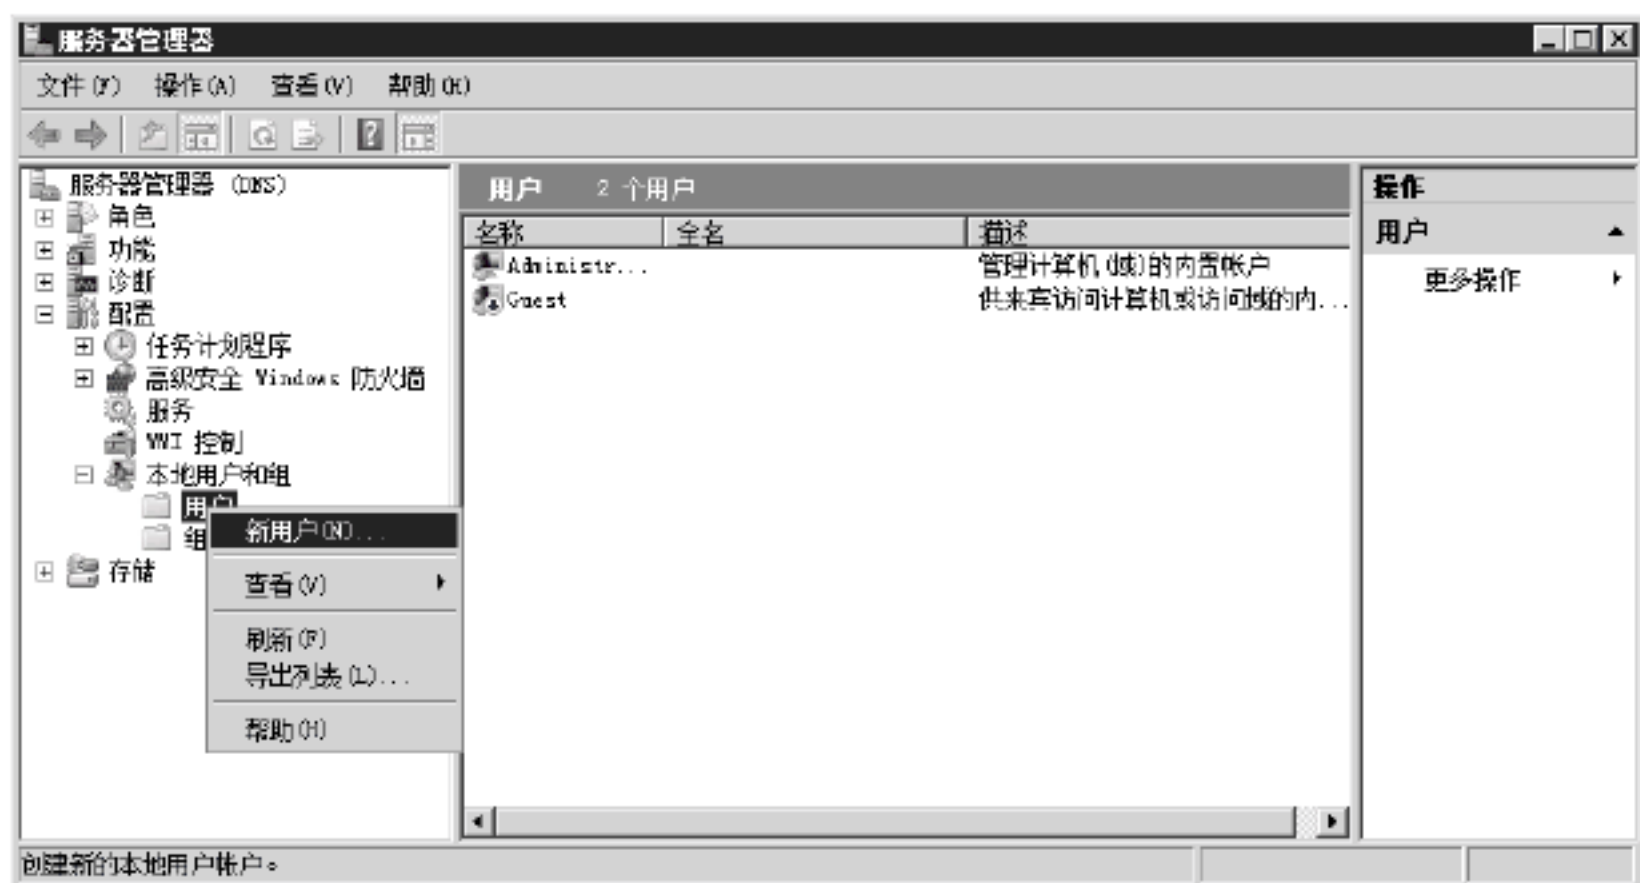 服务器管理器
文件(F) 操作(A) 查看(V) 帮助(H)
服务器管理器 (DNS)
角色
功能
诊断
配置
任务计划程序
高级安全 Windows 防火墙
服务
WMI 控制
本地用户和组
用户
组
存储
新用户(N)...
查看(V)
刷新(F)
导出列表(L)...
帮助(H)
用户 2 个用户
名称 全名 描述
Administr... 管理计算机(域)的内置帐户
Guest 供来宾访问计算机或访问域的内...
操作
用户
更多操作
创建新的本地用户帐户。